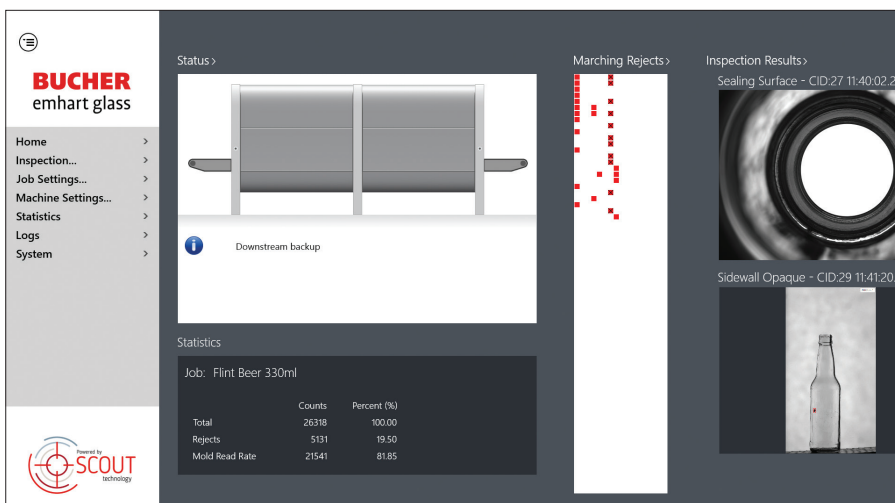 BUCHER
emhart glass
Home
Inspection...
Job Settings...
Machine Settings...
Statistics
Logs
System
Powered by
SCOUT
technology
Status
Downstream backup
Statistics
Job: Flint Beer 330ml
Counts Percent (%)
Total 26318 100.00
Rejects 5131 19.50
Mold Read Rate 21541 81.85
Marching Rejects
Inspection Results
Sealing Surface - CID:27 11:40:02.2
Sidewall Opaque - CID:29 11:41:20.